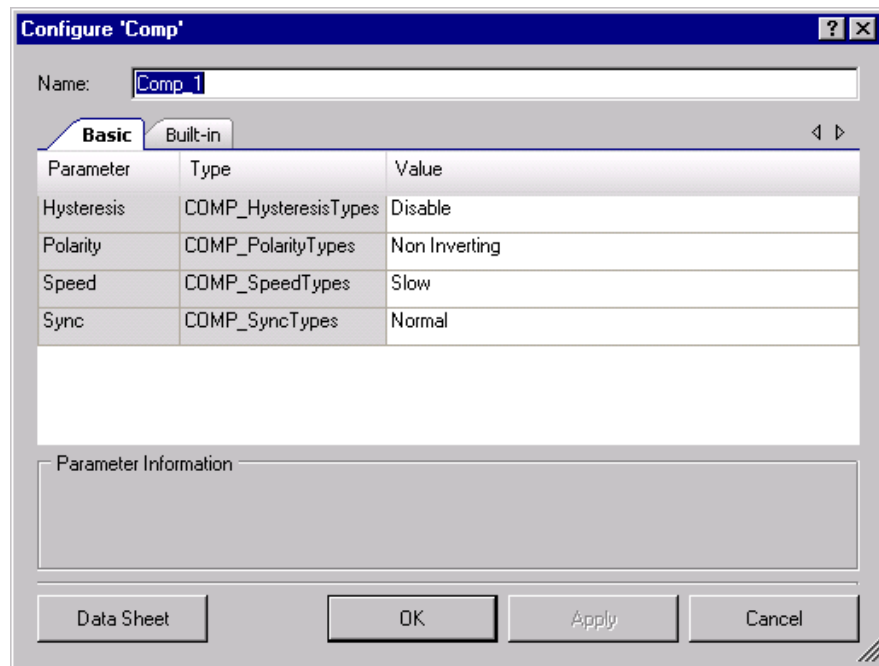 Configure 'Comp'
Name: Comp_1
Basic Built-in
Parameter Type Value
Hysteresis COMP_HysteresisTypes Disable
Polarity COMP_PolarityTypes Non Inverting
Speed COMP_SpeedTypes Slow
Sync COMP_SyncTypes Normal
Parameter Information
Data Sheet OK Apply Cancel